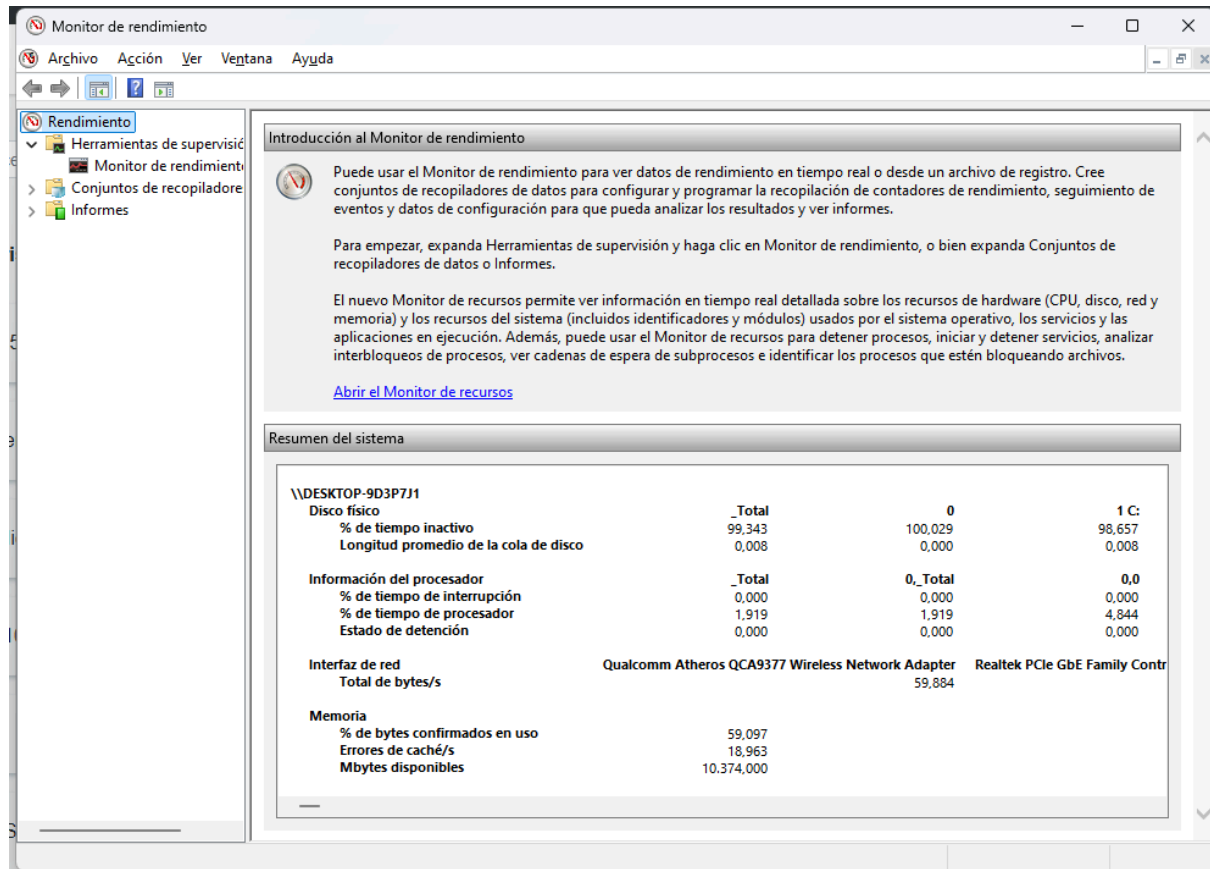 Monitor de rendimiento
Archivo Acción Ver Ventana Ayuda
Rendimiento
Herramientas de supervisió
Monitor de rendimiento
Conjuntos de recopiladore
Informes
Introducción al Monitor de rendimiento
Puede usar el Monitor de rendimiento para ver datos de rendimiento en tiempo real o desde un archivo de registro. Cree
conjuntos de recopiladores de datos para configurar y programar la recopilación de contadores de rendimiento, seguimiento de
eventos y datos de configuración para que pueda analizar los resultados y ver informes.
Para empezar, expanda Herramientas de supervisión y haga clic en Monitor de rendimiento, o bien expanda Conjuntos de
recopiladores de datos o Informes.
El nuevo Monitor de recursos permite ver información en tiempo real detallada sobre los recursos de hardware (CPU, disco, red y
memoria) y los recursos del sistema (incluidos identificadores y módulos) usados por el sistema operativo, los servicios y las
aplicaciones en ejecución. Además, puede usar el Monitor de recursos para detener procesos, iniciar y detener servicios, analizar
interbloqueos de procesos, ver cadenas de espera de subprocesos e identificar los procesos que estén bloqueando archivos.
Abrir el Monitor de recursos
Resumen del sistema
\\DESKTOP-9D3P7J1
Disco físico _Total 0 1 C:
% de tiempo inactivo 99,343 100,029 98,657
Longitud promedio de la cola de disco 0,008 0,000 0,008
Información del procesador _Total 0,_Total 0,0
% de tiempo de interrupción 0,000 0,000 0,000
% de tiempo de procesador 1,919 1,919 4,844
Estado de detención 0,000 0,000 0,000
Interfaz de red Qualcomm Atheros QCA9377 Wireless Network Adapter Realtek PCIe GbE Family Contr
Total de bytes/s 59,884
Memoria
% de bytes confirmados en uso 59,097
Errores de caché/s 18,963
Mbytes disponibles 10.374,000